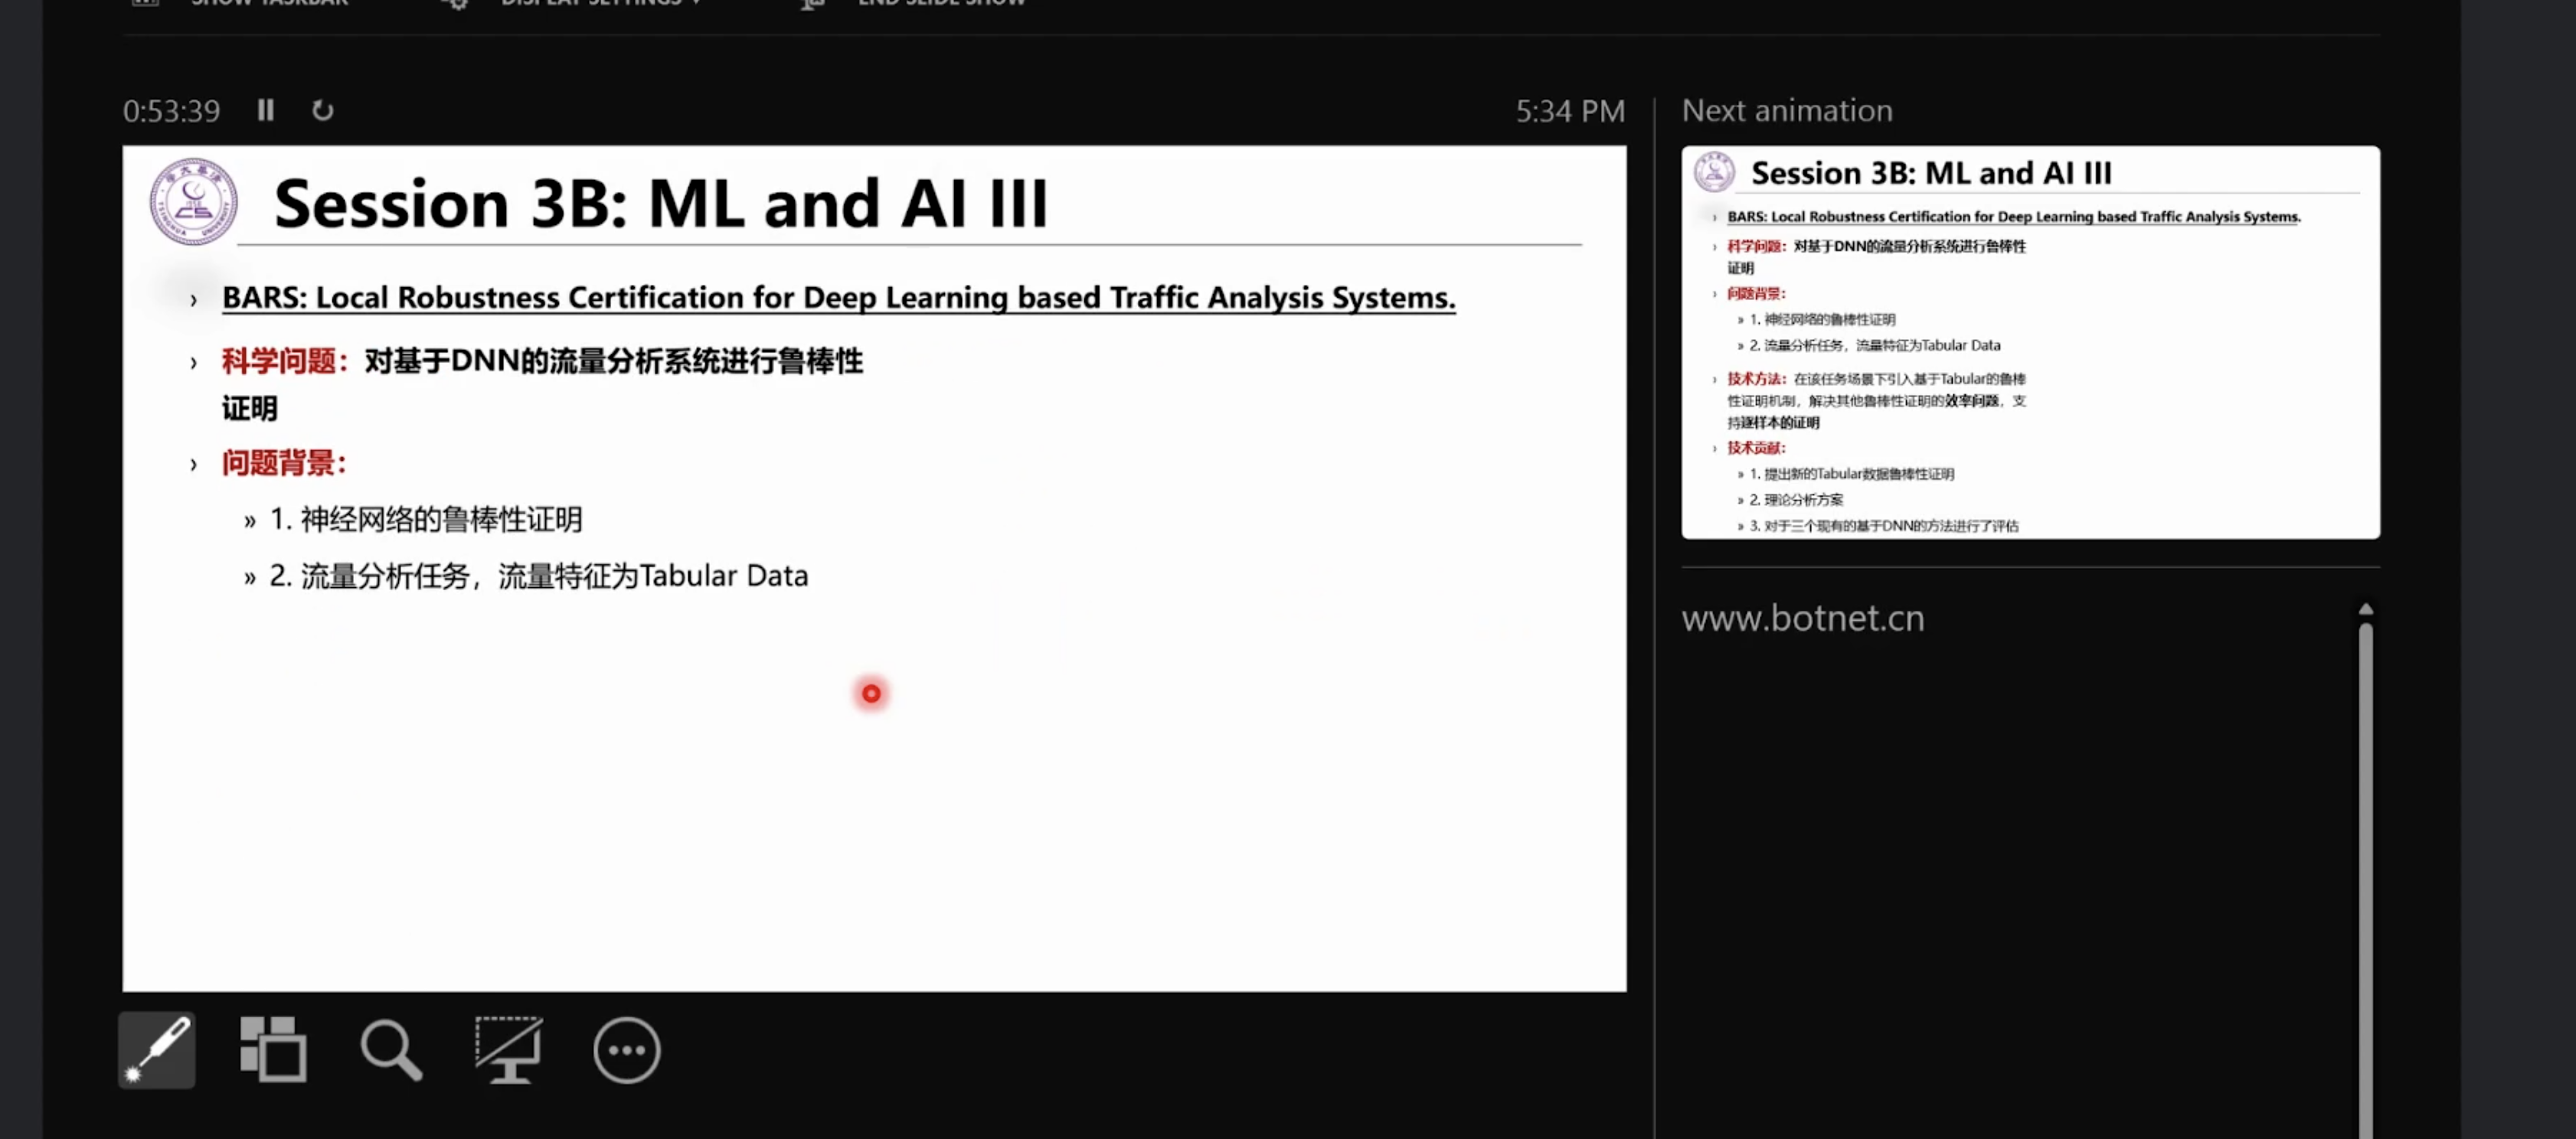 SHOW TASKBAR
DISPLAY SETTINGS
END SLIDE SHOW
0:53:39
5:34 PM
Session 3B: ML and AI III
› BARS: Local Robustness Certification for Deep Learning based Traffic Analysis Systems.
› 科学问题：对基于DNN的流量分析系统进行鲁棒性
证明
› 问题背景：
» 1. 神经网络的鲁棒性证明
» 2. 流量分析任务，流量特征为Tabular Data
Next animation
Session 3B: ML and AI III
› BARS: Local Robustness Certification for Deep Learning based Traffic Analysis Systems.
› 科学问题：对基于DNN的流量分析系统进行鲁棒性
证明
› 问题背景：
» 1. 神经网络的鲁棒性证明
» 2. 流量分析任务，流量特征为Tabular Data
› 技术方法：在该任务场景下引入基于Tabular的鲁棒
性证明机制，解决其他鲁棒性证明的效率问题，支
持逐样本的证明
› 技术贡献：
» 1. 提出新的Tabular数据鲁棒性证明
» 2. 理论分析方案
» 3. 对于三个现有的基于DNN的方法进行了评估
www.botnet.cn